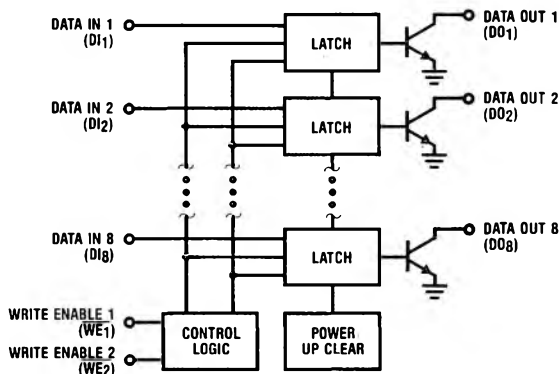 DATA IN 1
(DI1)
LATCH
DATA OUT 1
(DO1)
DATA IN 2
(DI2)
LATCH
DATA OUT 2
(DO2)
DATA IN 8
(DI8)
LATCH
DATA OUT 8
(DO8)
WRITE ENABLE 1
(W̅E̅1)
WRITE ENABLE 2
(W̅E̅2)
CONTROL
LOGIC
POWER
UP CLEAR